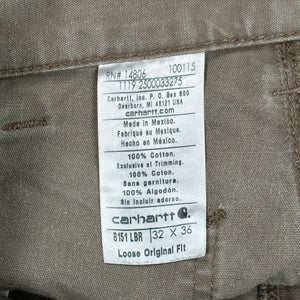 RN# 14806 100115
1119 2500033275
Carhartt, Inc. P. O. Box 600
Dearborn, MI 48121 USA
carhartt.com
Made in Mexico.
Fabriqué au Mexique.
Hecho en México.
100% Cotton.
Exclusive of Trimming.
100% Coton.
Sans garniture.
100% Algodón.
Sin incluir adornos
carhartt
B151 LBR 32 X 36
Loose Original Fit